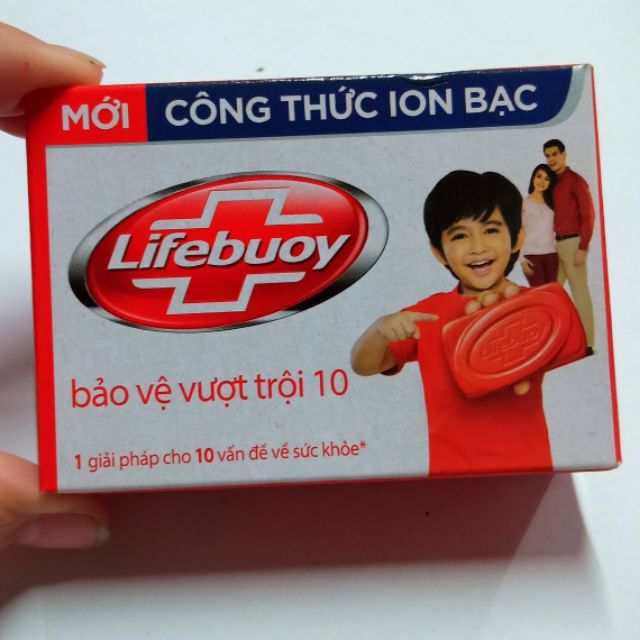 MỚI CÔNG THỨC ION BẠC
Lifebuoy
Lifebuoy
bảo vệ vượt trội 10
1 giải pháp cho 10 vấn đề về sức khỏe*